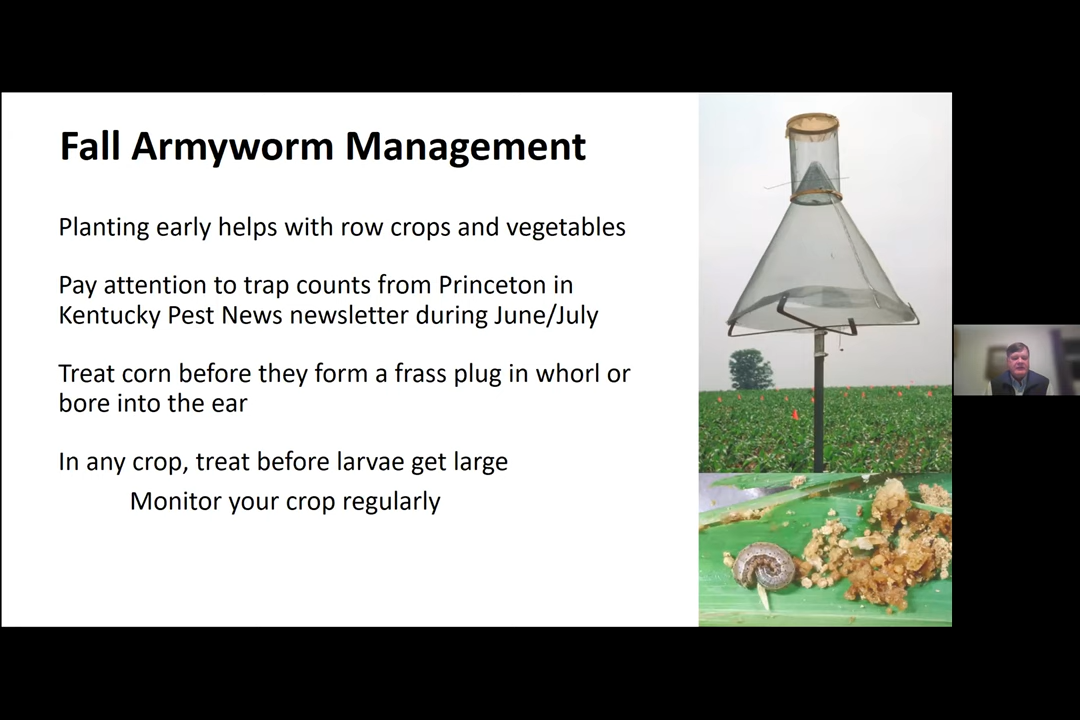 Fall Armyworm Management
Planting early helps with row crops and vegetables
Pay attention to trap counts from Princeton in
Kentucky Pest News newsletter during June/July
Treat corn before they form a frass plug in whorl or
bore into the ear
In any crop, treat before larvae get large
Monitor your crop regularly